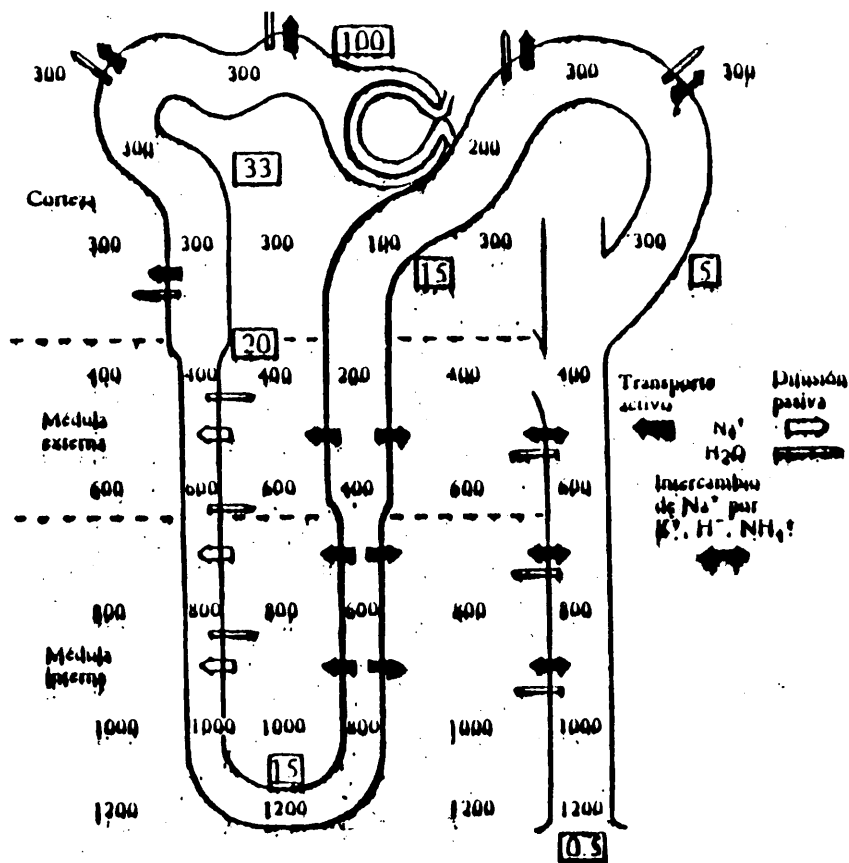 100
300 300 300 300
300 33 200
Corteza
300 300 300 100 300 300
15 5
20
400 400 400 200 400 400
Transporte activo
Difusión pasiva
Médula externa
Na⁺
H₂O
600 600 600 400 600 600
Intercambio
de Na⁺ por
K⁺, H⁻, NH₄⁺
800 800 800 600 800 800
Médula
Interna
1000 1000 1000 800 1000 1000
15
1200 1200 1200 1200
0.5